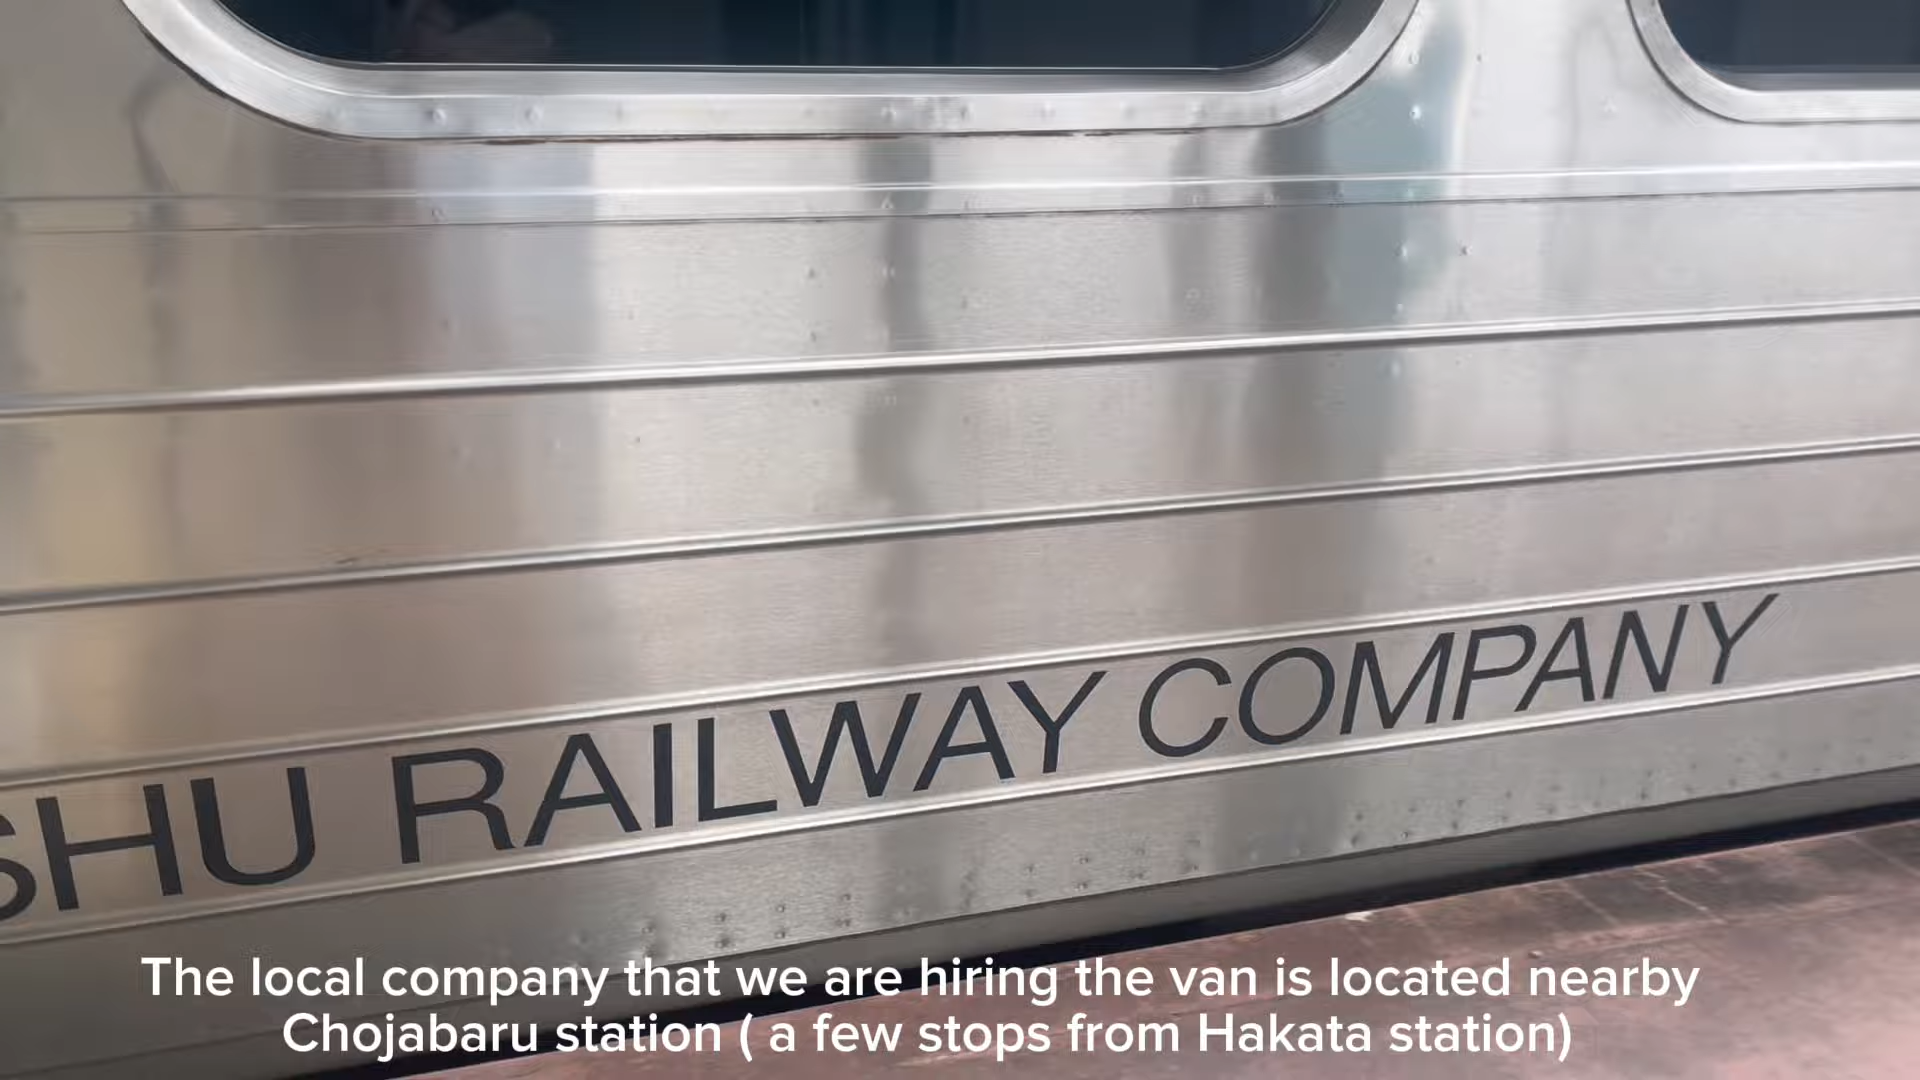 SHU RAILWAY COMPANY
The local company that we are hiring the van is located nearby
Chojabaru station ( a few stops from Hakata station)